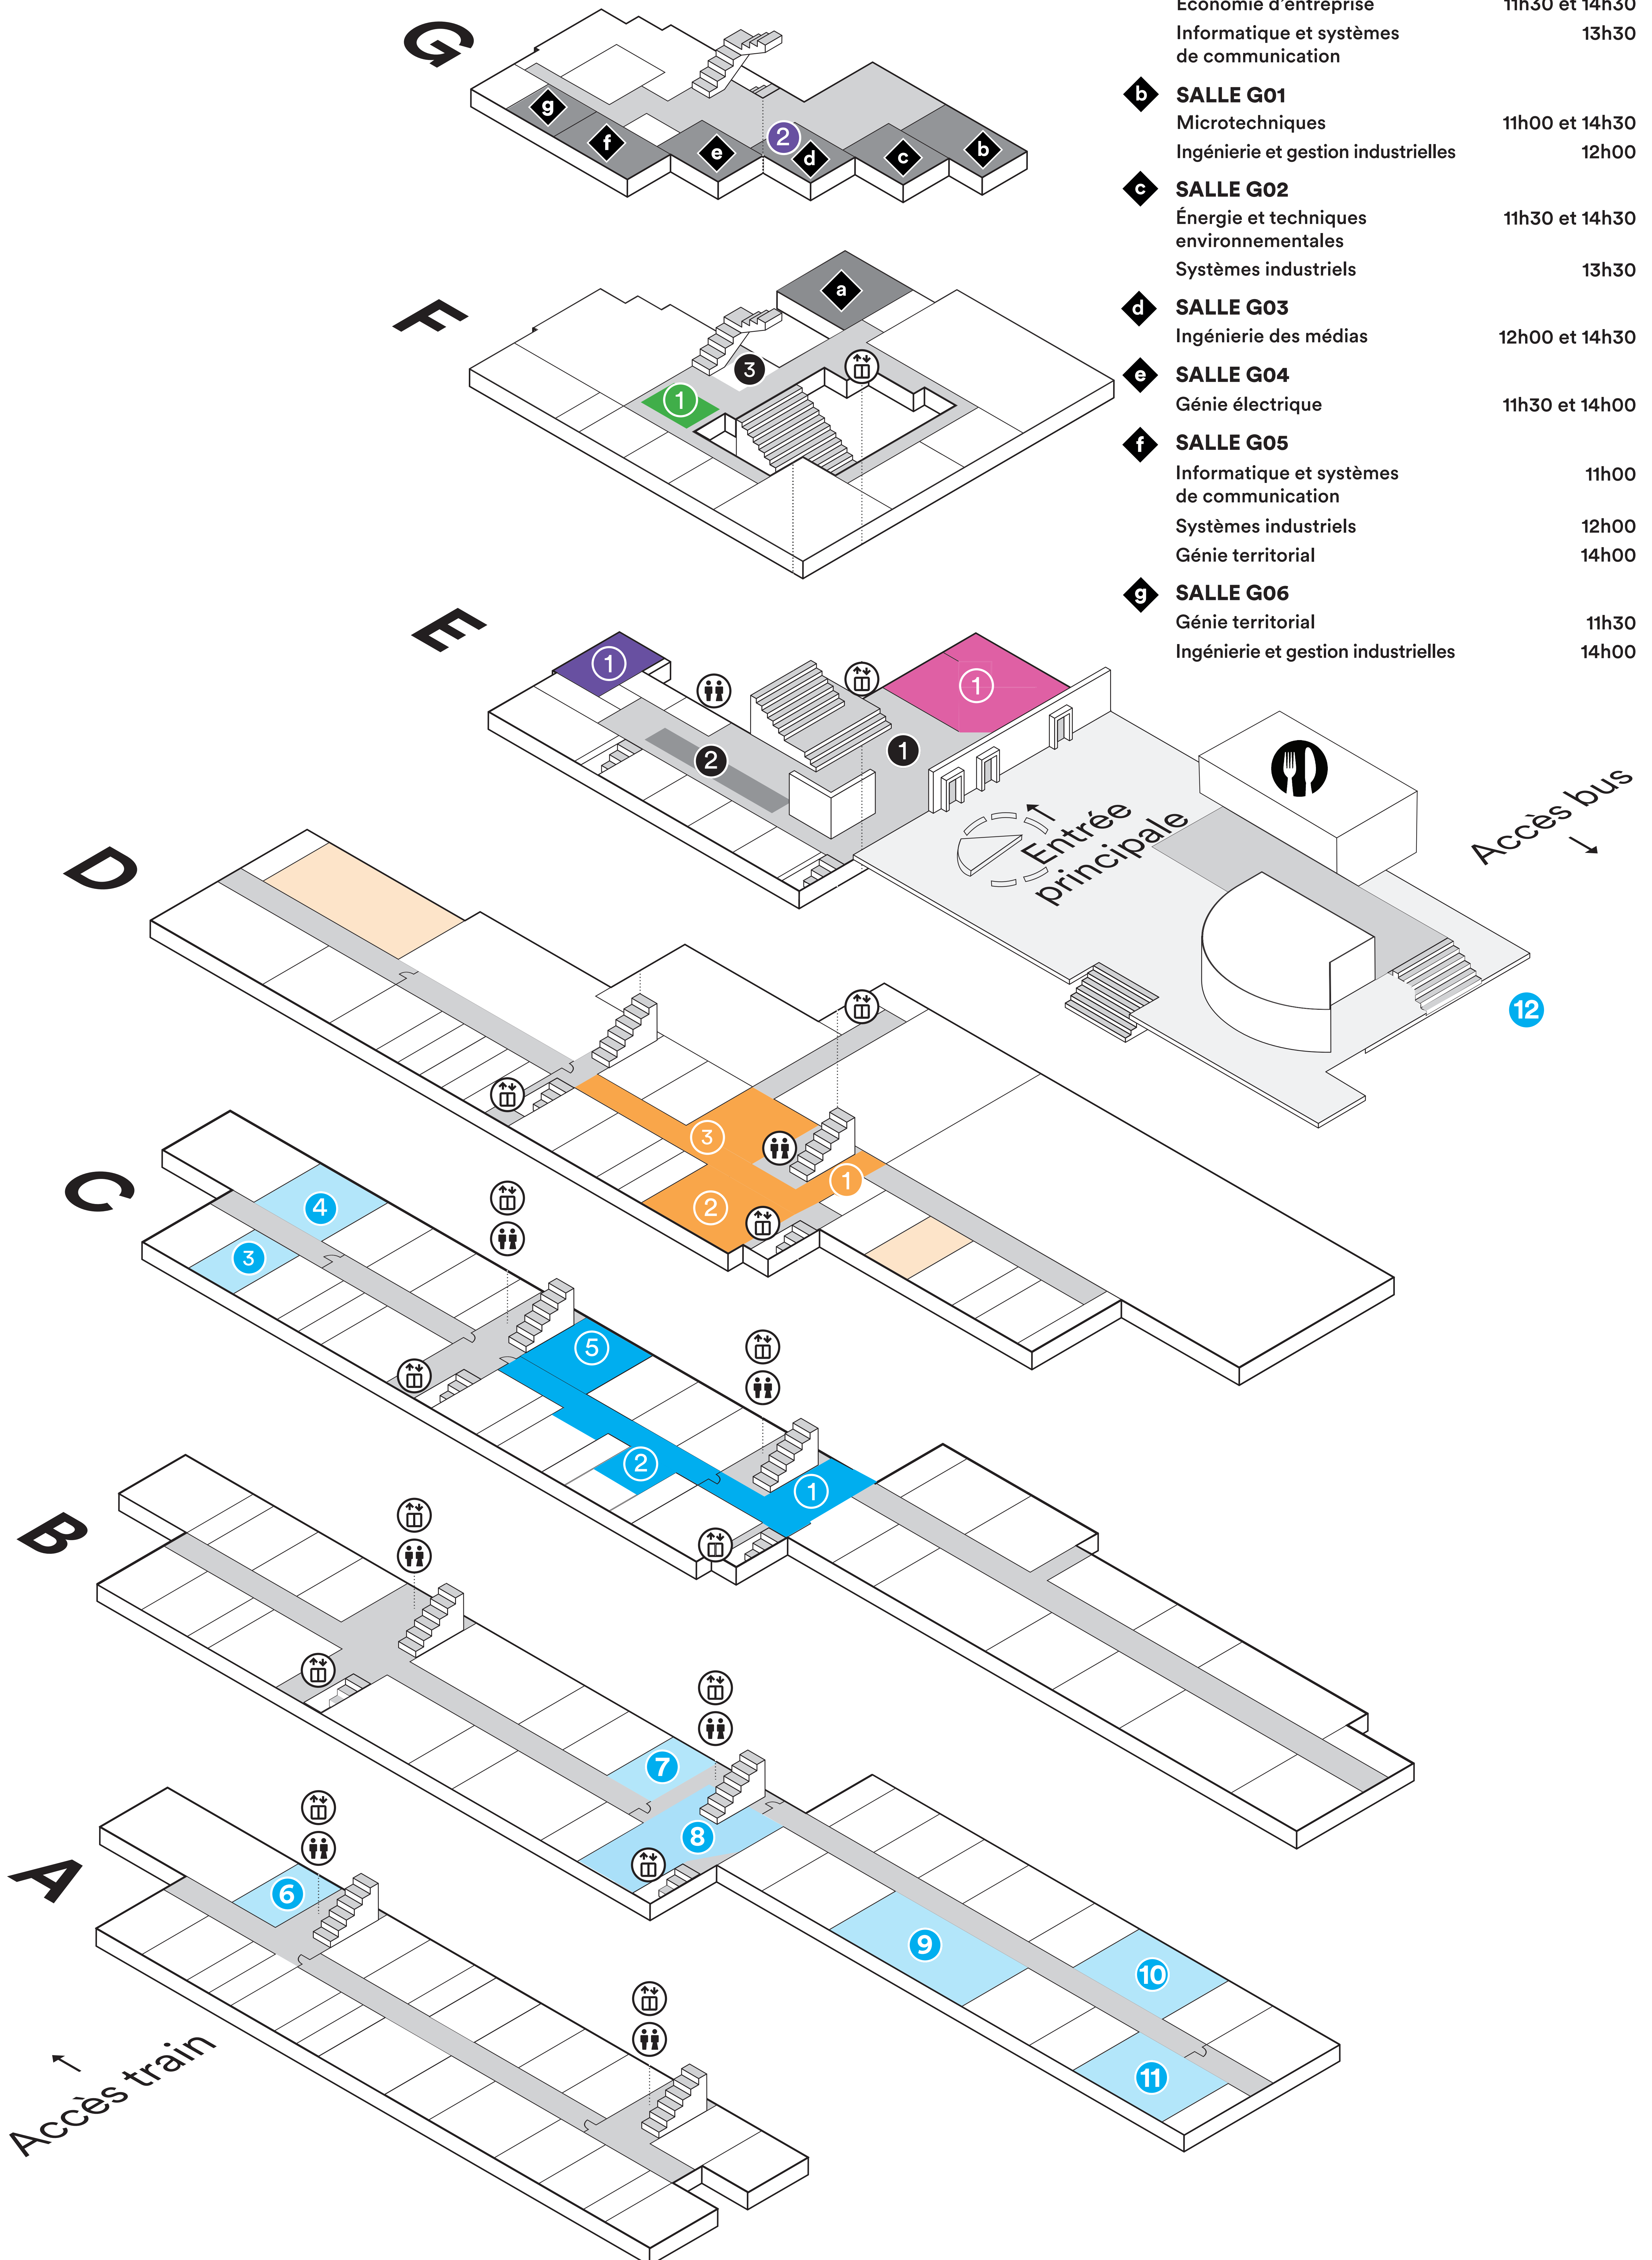 Économie d'entreprise 11h30 et 14h30
Informatique et systèmes 13h30
de communication
b SALLE G01
Microtechniques 11h00 et 14h30
Ingénierie et gestion industrielles 12h00
c SALLE G02
Énergie et techniques 11h30 et 14h30
environnementales
Systèmes industriels 13h30
d SALLE G03
Ingénierie des médias 12h00 et 14h30
e SALLE G04
Génie électrique 11h30 et 14h00
f SALLE G05
Informatique et systèmes 11h00
de communication
Systèmes industriels 12h00
Génie territorial 14h00
g SALLE G06
Génie territorial 11h30
Ingénierie et gestion industrielles 14h00
G
g
f
e
2
d
c
b
F
a
3
1
E
1
1
2
1
Entrée
principale
Accès bus
12
D
3
1
2
C
4
3
5
2
1
B
7
8
9
10
11
A
6
Accès train